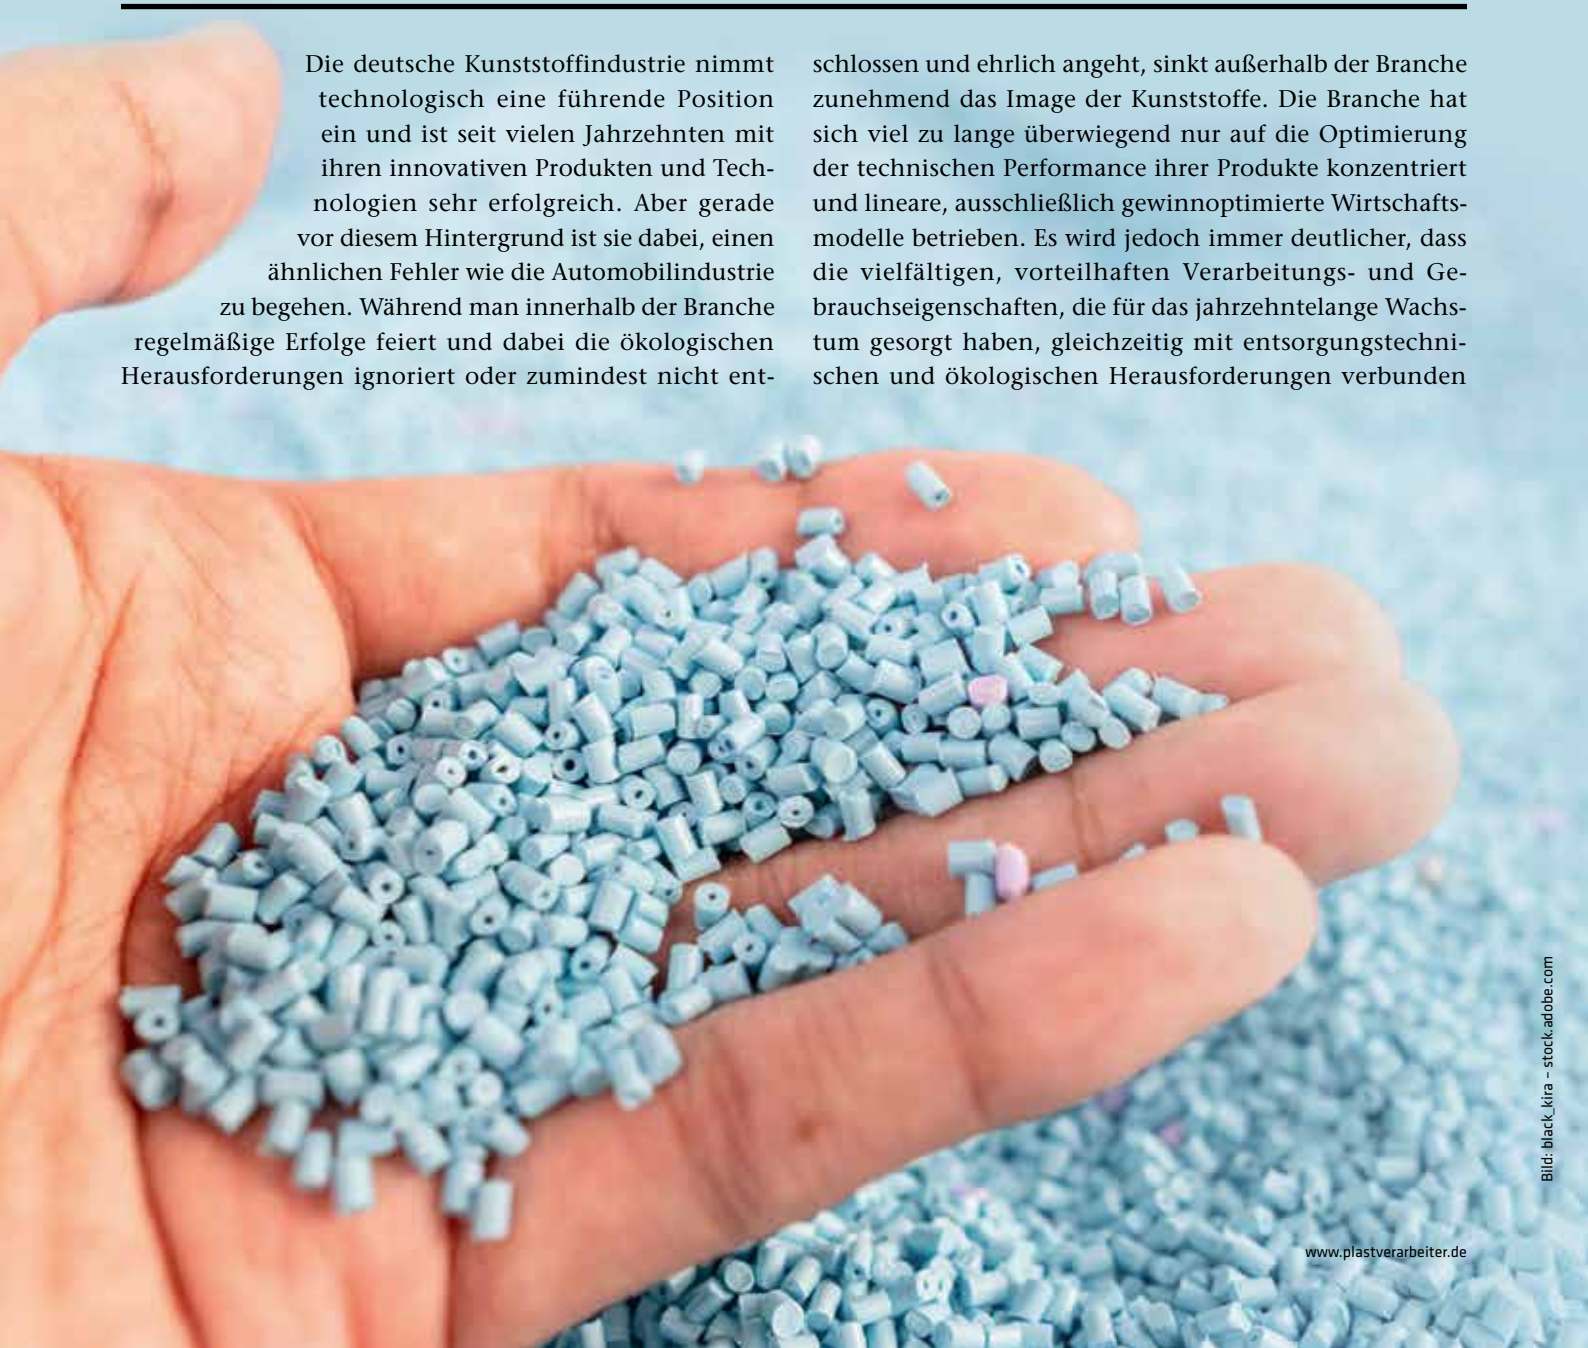 Die deutsche Kunststoffindustrie nimmt
technologisch eine führende Position
ein und ist seit vielen Jahrzehnten mit
ihren innovativen Produkten und Tech-
nologien sehr erfolgreich. Aber gerade
vor diesem Hintergrund ist sie dabei, einen
ähnlichen Fehler wie die Automobilindustrie
zu begehen. Während man innerhalb der Branche
regelmäßige Erfolge feiert und dabei die ökologischen
Herausforderungen ignoriert oder zumindest nicht ent-
schlossen und ehrlich angeht, sinkt außerhalb der Branche
zunehmend das Image der Kunststoffe. Die Branche hat
sich viel zu lange überwiegend nur auf die Optimierung
der technischen Performance ihrer Produkte konzentriert
und lineare, ausschließlich gewinnoptimierte Wirtschafts-
modelle betrieben. Es wird jedoch immer deutlicher, dass
die vielfältigen, vorteilhaften Verarbeitungs- und Ge-
brauchseigenschaften, die für das jahrzehntelange Wachs-
tum gesorgt haben, gleichzeitig mit entsorgungstechni-
schen und ökologischen Herausforderungen verbunden
Bild: black_kira – stock.adobe.com
www.plastverarbeiter.de